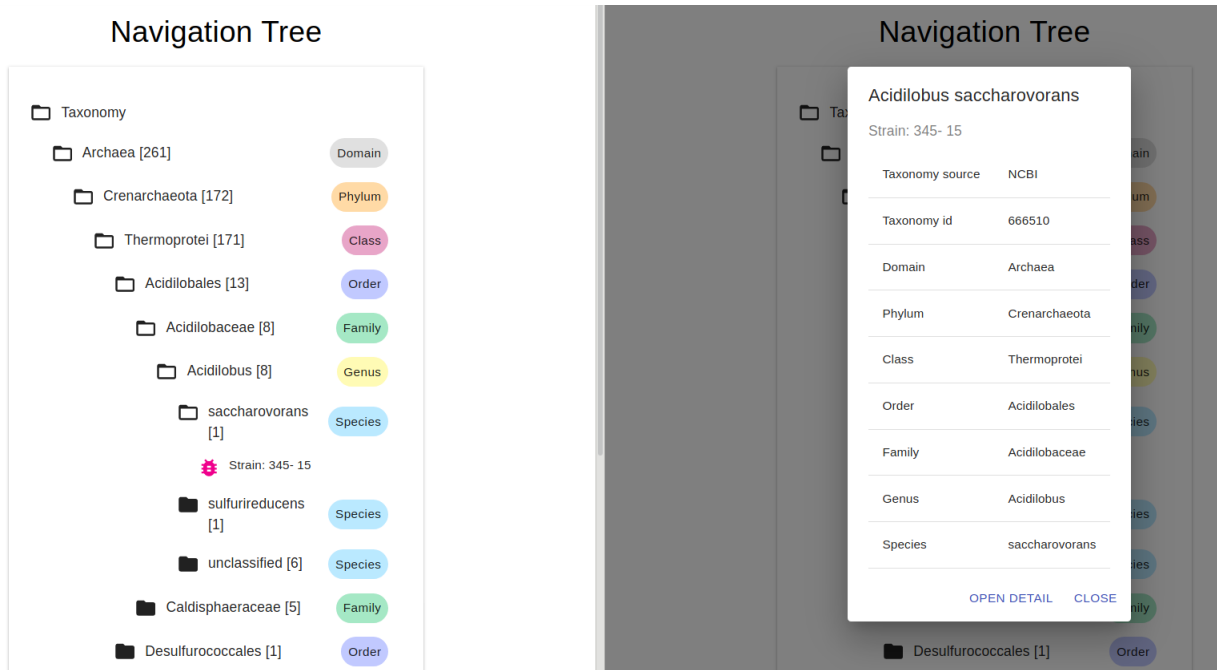 Navigation Tree
Taxonomy
Archaea [261] Domain
Crenarchaeota [172] Phylum
Thermoprotei [171] Class
Acidilobales [13] Order
Acidilobaceae [8] Family
Acidilobus [8] Genus
saccharovorans
[1]
Species
Strain: 345- 15
sulfurireducens
[1]
Species
unclassified [6] Species
Caldisphaeraceae [5] Family
Desulfurococcales [1] Order
Navigation Tree
Acidilobus saccharovorans
Strain: 345- 15
Taxonomy source NCBI
Taxonomy id 666510
Domain Archaea
Phylum Crenarchaeota
Class Thermoprotei
Order Acidilobales
Family Acidilobaceae
Genus Acidilobus
Species saccharovorans
OPEN DETAIL CLOSE
Desulfurococcales [1] Order